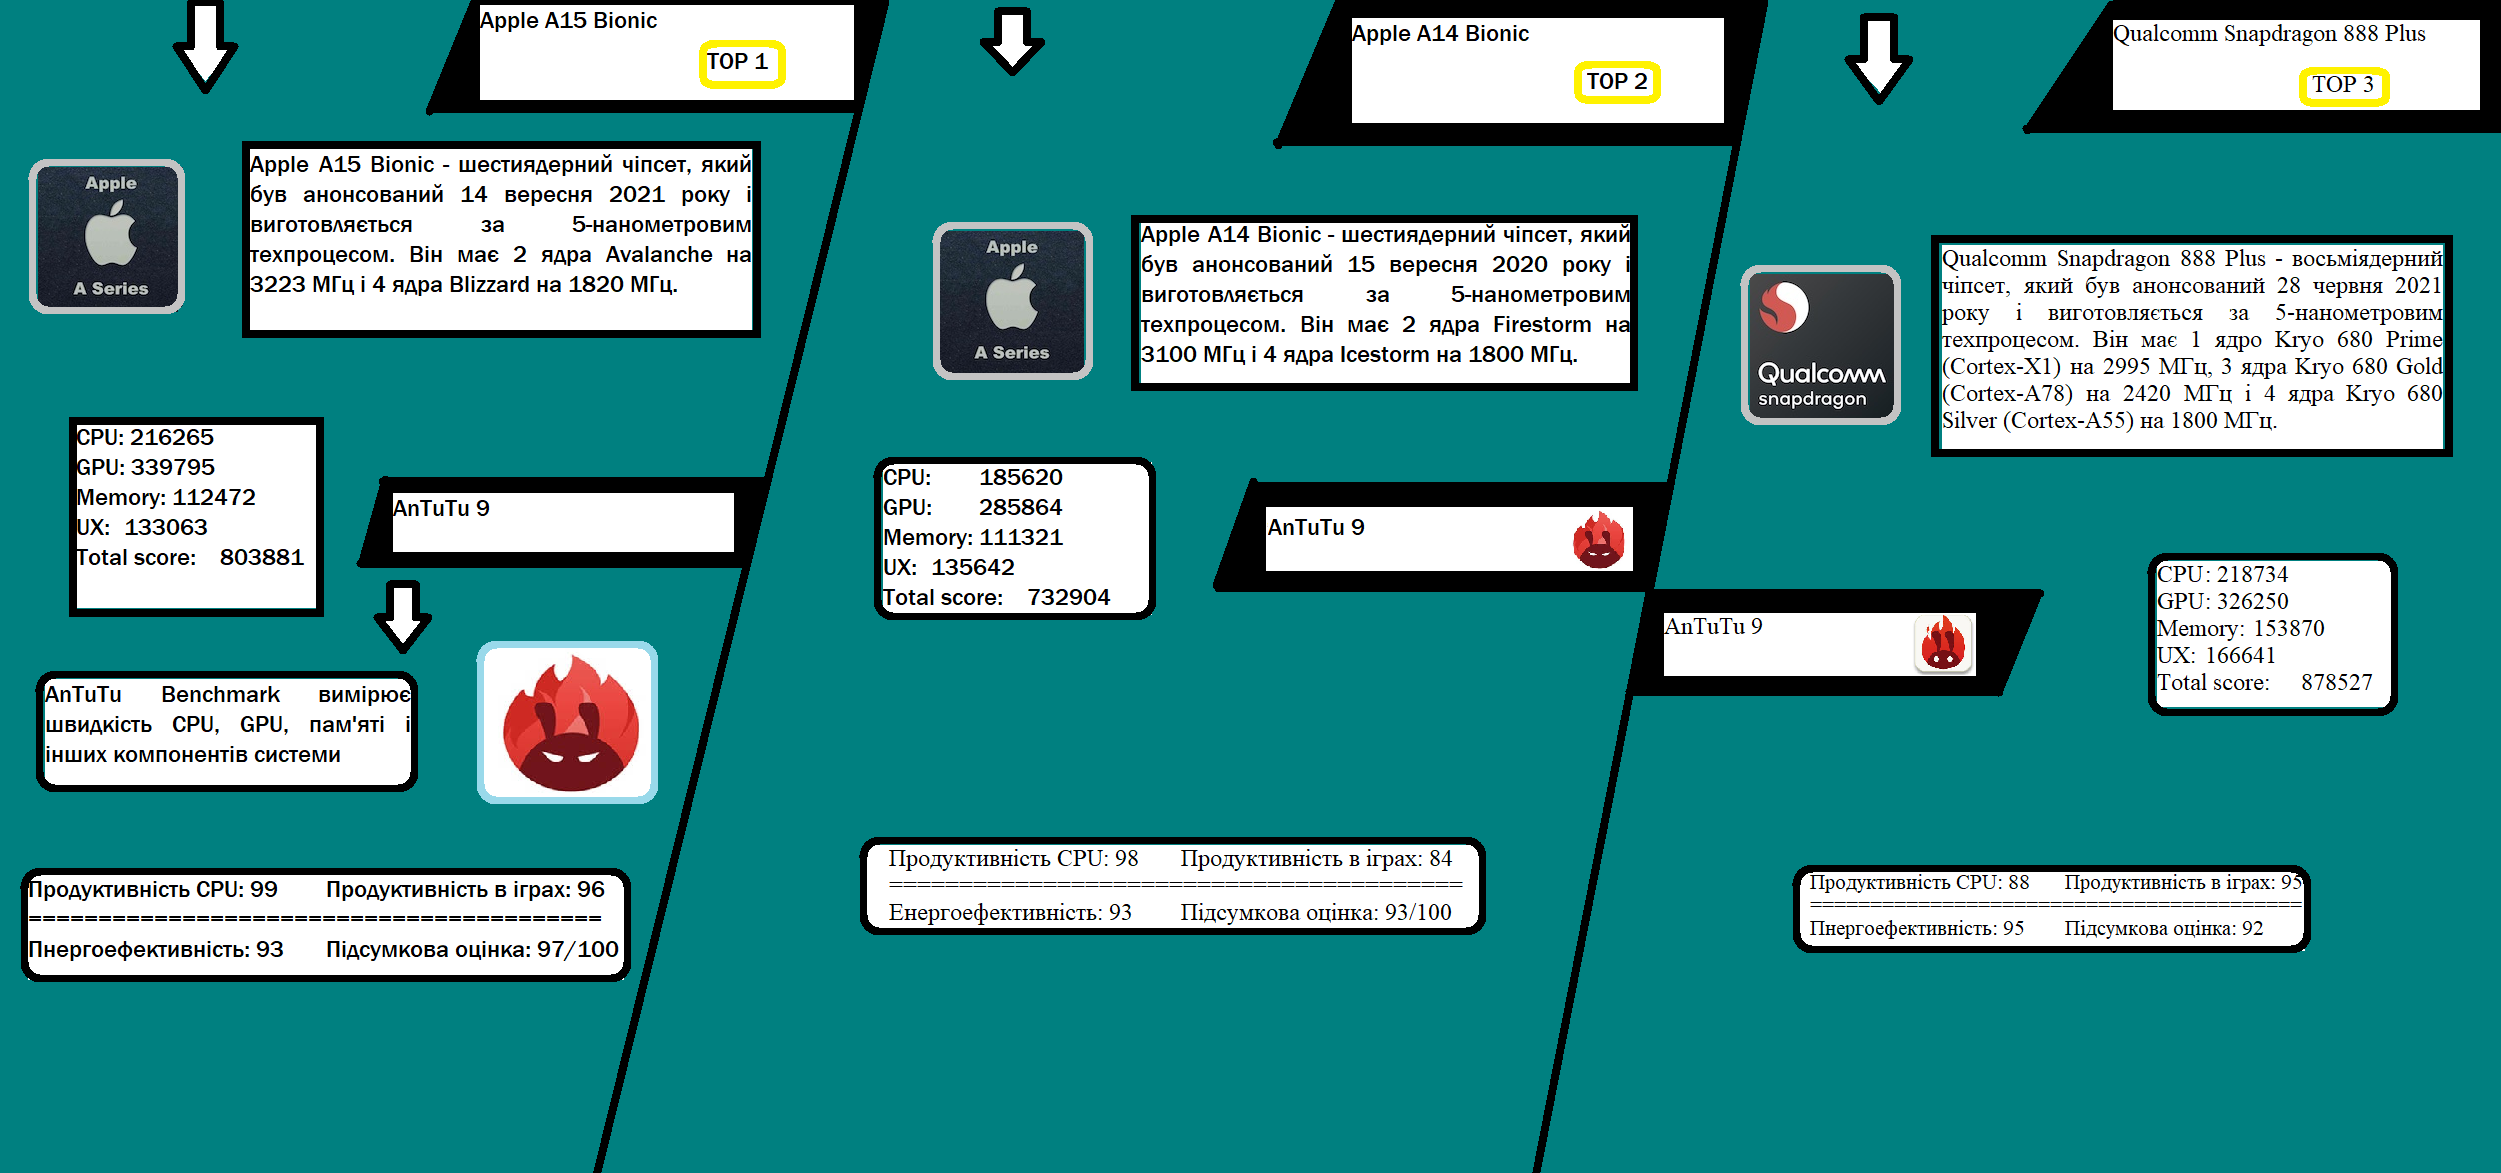 Apple A15 Bionic
TOP 1
Apple
A Series
Apple A15 Bionic - шестиядерний чіпсет, який
був анонсований 14 вересня 2021 року і
виготовляється за 5-нанометровим
техпроцесом. Він має 2 ядра Avalanche на
3223 МГц і 4 ядра Blizzard на 1820 МГц.
CPU: 216265
GPU: 339795
Memory: 112472
UX: 133063
Total score: 803881
AnTuTu 9
AnTuTu Benchmark вимірює
швидкість CPU, GPU, пам'яті і
інших компонентів системи
Продуктивність CPU: 99 Продуктивність в іграх: 96
=========================================
Пнергоефективність: 93 Підсумкова оцінка: 97/100
Apple A14 Bionic
TOP 2
Apple
A Series
Apple A14 Bionic - шестиядерний чіпсет, який
був анонсований 15 вересня 2020 року і
виготовляється за 5-нанометровим
техпроцесом. Він має 2 ядра Firestorm на
3100 МГц і 4 ядра Icestorm на 1800 МГц.
CPU: 185620
GPU: 285864
Memory: 111321
UX: 135642
Total score: 732904
AnTuTu 9
Продуктивність CPU: 98 Продуктивність в іграх: 84
=========================================
Енергоефективність: 93 Підсумкова оцінка: 93/100
Qualcomm Snapdragon 888 Plus
TOP 3
Qualcomm
snapdragon
Qualcomm Snapdragon 888 Plus - восьміядерний
чіпсет, який був анонсований 28 червня 2021
року і виготовляється за 5-нанометровим
техпроцесом. Він має 1 ядро Kryo 680 Prime
(Cortex-X1) на 2995 МГц, 3 ядра Kryo 680 Gold
(Cortex-A78) на 2420 МГц і 4 ядра Kryo 680
Silver (Cortex-A55) на 1800 МГц.
AnTuTu 9
CPU: 218734
GPU: 326250
Memory: 153870
UX: 166641
Total score: 878527
Продуктивність CPU: 88 Продуктивність в іграх: 95
=========================================
Пнергоефективність: 95 Підсумкова оцінка: 92